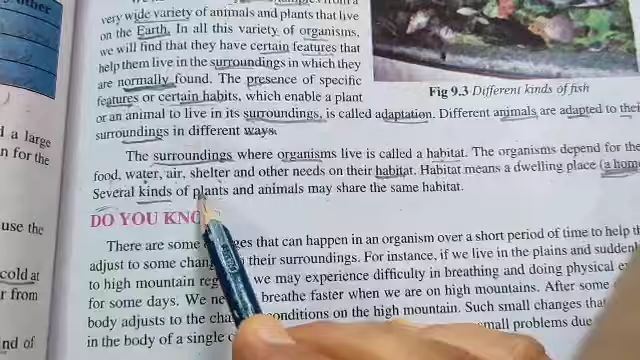 other
d a large
n for the
use the
cold at
r from
nd of
very wide variety of animals and plants that live
on the Earth. In all this variety of organisms,
we will find that they have certain features that
help them live in the surroundings in which they
are normally found. The presence of specific
features or certain habits, which enable a plant
or an animal to live in its surroundings, is called adaptation. Different animals are adapted to their
surroundings in different ways.
Fig 9.3 Different kinds of fish
The surroundings where organisms live is called a habitat. The organisms depend for the
food, water, air, shelter and other needs on their habitat. Habitat means a dwelling place (a hom
Several kinds of plants and animals may share the same habitat.
DO YOU KNO
There are some ges that can happen in an organism over a short period of time to help th
adjust to some chan their surroundings. For instance, if we live in the plains and sudden
to high mountain reg we may experience difficulty in breathing and doing physical e
for some days. We ne breathe faster when we are on high mountains. After some
body adjusts to the cha conditions on the high mountain. Such small changes tha
in the body of a single mall problems due